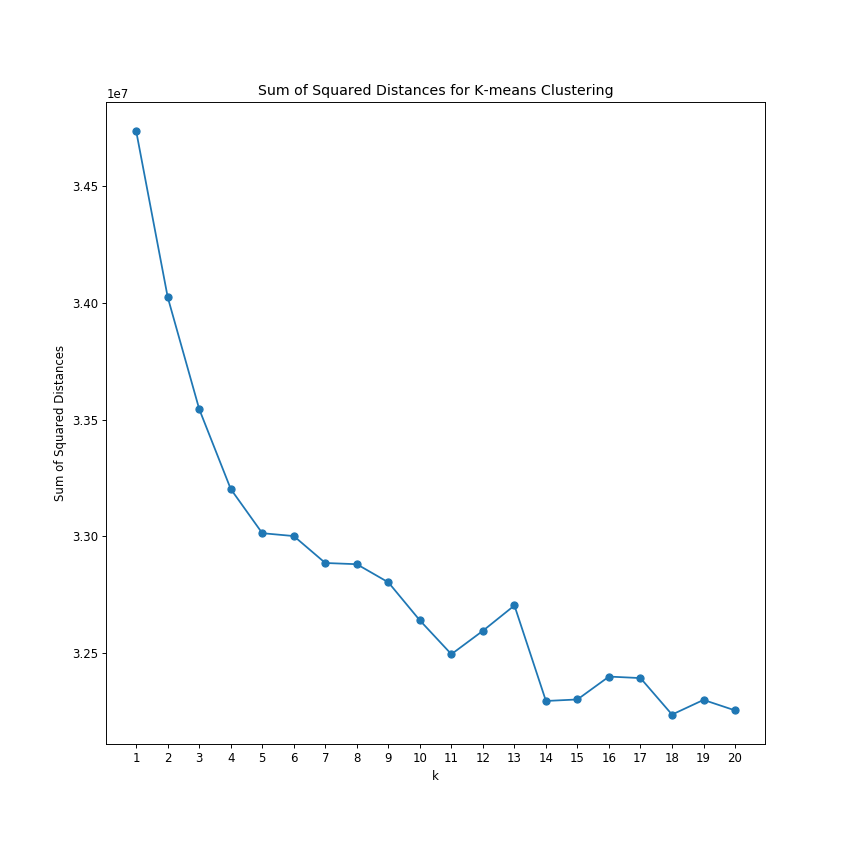 Sum of Squared Distances for K-means Clustering
1e7
3.45
3.40
3.35
3.30
3.25
Sum of Squared Distances
1 2 3 4 5 6 7 8 9 10 11 12 13 14 15 16 17 18 19 20
k